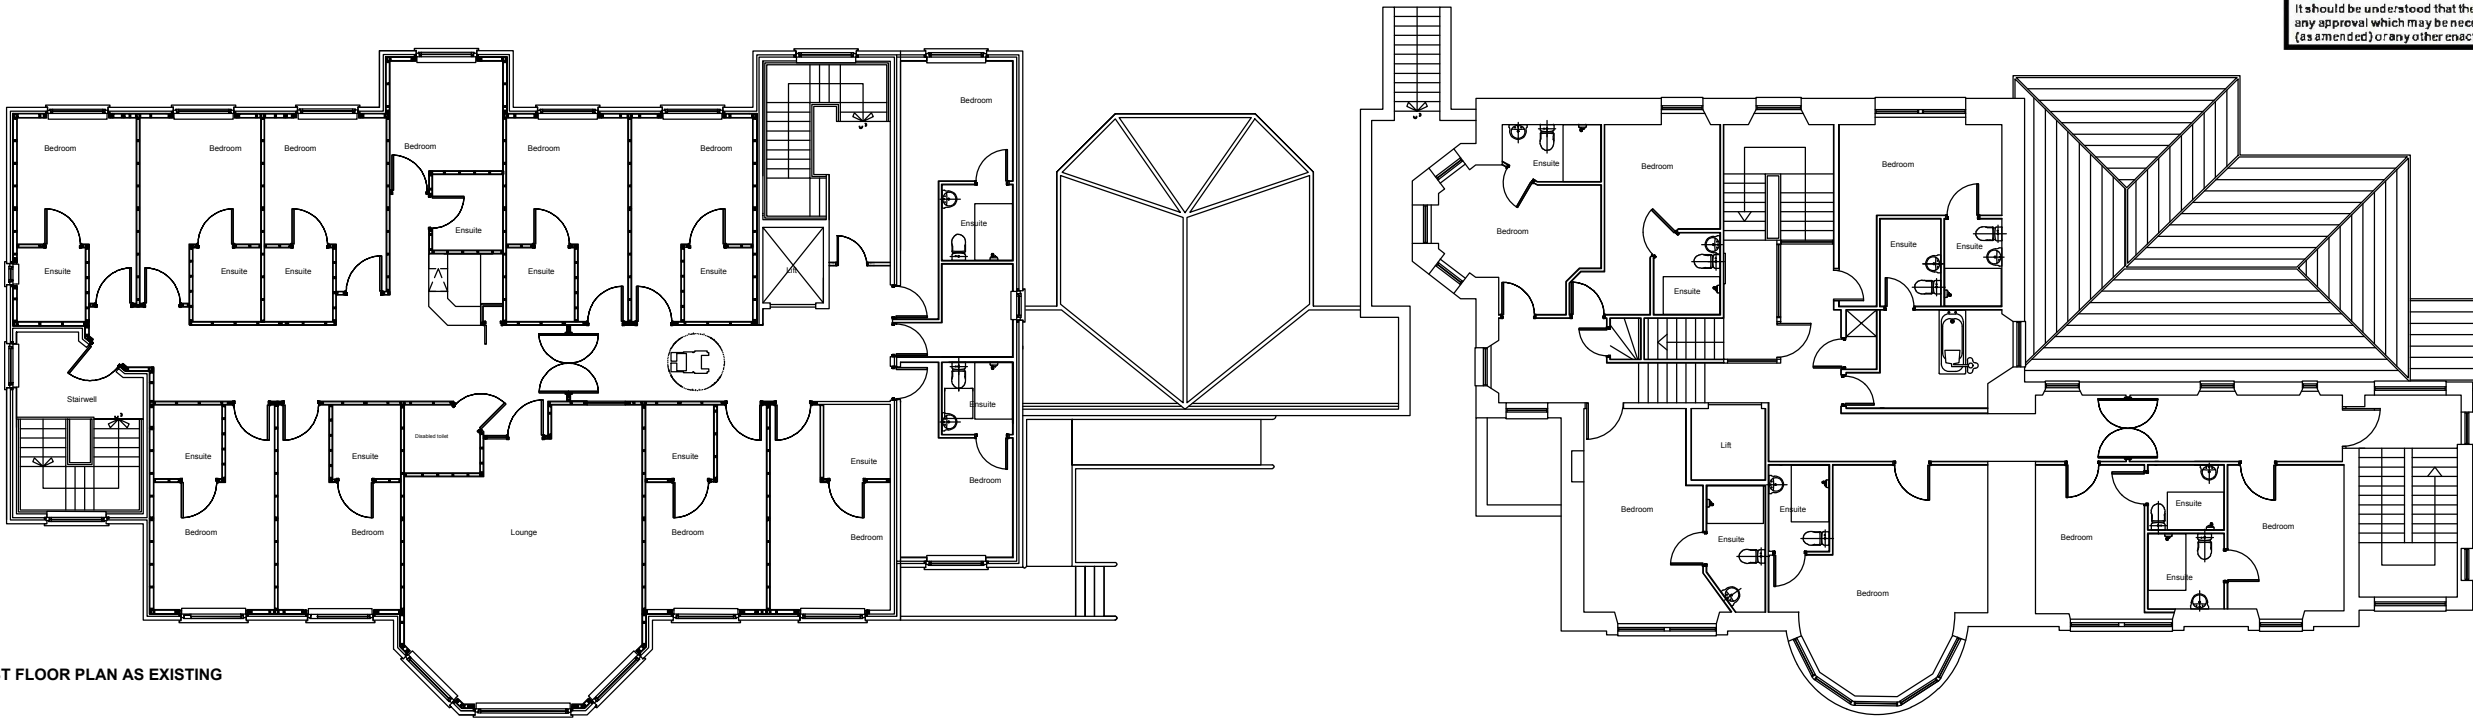 It should be understood that the
any approval which may be nece
(as amended) or any other enac
Bedroom
Bedroom
Bedroom
Bedroom
Bedroom
Bedroom
Bedroom
Ensuite
Ensuite
Ensuite
Ensuite
Ensuite
Ensuite
Ensuite
Lift
Stairwell
Disabled toilet
Ensuite
Ensuite
Ensuite
Ensuite
Ensuite
Bedroom
Bedroom
Bedroom
Lounge
Bedroom
Bedroom
Ensuite
Bedroom
Bedroom
Bedroom
Ensuite
Ensuite
Ensuite
Lift
Bedroom
Ensuite
Ensuite
Bedroom
Bedroom
Ensuite
Ensuite
Bedroom
T FLOOR PLAN AS EXISTING